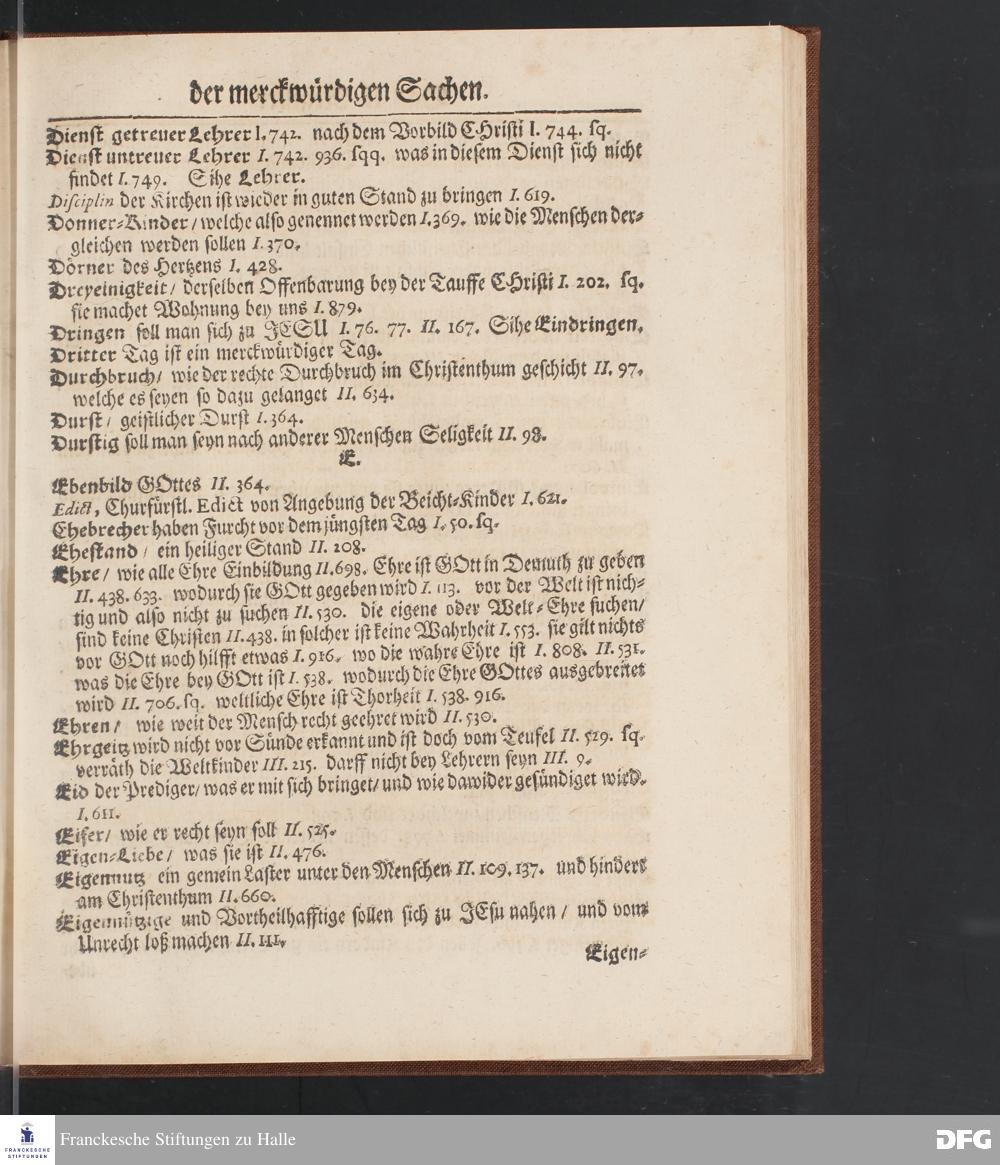 der merckwürdigen Sachen.
Dienst getreuer Lehrer I. 742. nach dem Vorbild CHristi I. 744. sq.
Dienst untreuer Lehrer I. 742. 936. sqq. was in diesem Dienst sich nicht
findet I. 749. Sihe Lehrer.
Disciplin der Kirchen ist wieder in guten Stand zu bringen I. 619.
Donner-Kinder / welche also genennet werden I. 369. wie die Menschen der-
gleichen werden sollen I. 370.
Dörner des Hertzens I. 428.
Dreyeinigkeit / derselben Offenbarung bey der Tauffe CHristi I. 202. sq.
sie machet Wohnung bey uns I. 879.
Dringen soll man sich zu JESU I. 76. 77. II. 167. Sihe Eindringen.
Dritter Tag ist ein merckwürdiger Tag.
Durchbruch / wie der rechte Durchbruch im Christenthum geschicht II. 97.
welche es seyen so dazu gelanget II. 634.
Durst / geistlicher Durst I. 364.
Durstig soll man seyn nach anderer Menschen Seligkeit II. 98.
E.
Ebenbild GOttes II. 364.
Edict, Churfürstl. Edict von Angebung der Beicht-Kinder I. 621.
Ehebrecher haben Furcht vor dem jüngsten Tag I. 50. sq.
Ehestand / ein heiliger Stand II. 208.
Ehre / wie alle Ehre Einbildung II. 698. Ehre ist GOtt in Demuth zu geben
II. 438. 633. wodurch sie GOtt gegeben wird I. 113. vor der Welt ist nich-
tig und also nicht zu suchen II. 530. die eigene oder Welt-Ehre suchen /
sind keine Christen II. 438. in solcher ist keine Wahrheit I. 553. sie gilt nichts
vor GOtt noch hilfft etwas I. 916. wo die wahre Ehre ist I. 808. II. 531.
was die Ehre bey GOtt ist I. 538. wodurch die Ehre GOttes ausgebreitet
wird II. 706. sq. weltliche Ehre ist Thorheit I. 538. 916.
Ehren / wie weit der Mensch recht geehret wird II. 530.
Ehrgeitz wird nicht vor Sünde erkannt und ist doch vom Teufel II. 529. sq.
verräth die Weltkinder III. 215. darff nicht bey Lehrern seyn III. 9.
Eid der Prediger / was er mit sich bringet / und wie dawider gesündiget wird.
I. 611.
Eifer / wie er recht seyn soll II. 525.
Eigen-Liebe / was sie ist II. 476.
Eigennutz ein gemein Laster unter den Menschen II. 109. 137. und hindert
am Christenthum II. 660.
Eigennützige und Vortheilhafftige sollen sich zu JEsu nahen / und vom
Unrecht loß machen II. 111.
Eigen-
FRANCKESCHE
STIFTUNGEN
Franckesche Stiftungen zu Halle
DFG